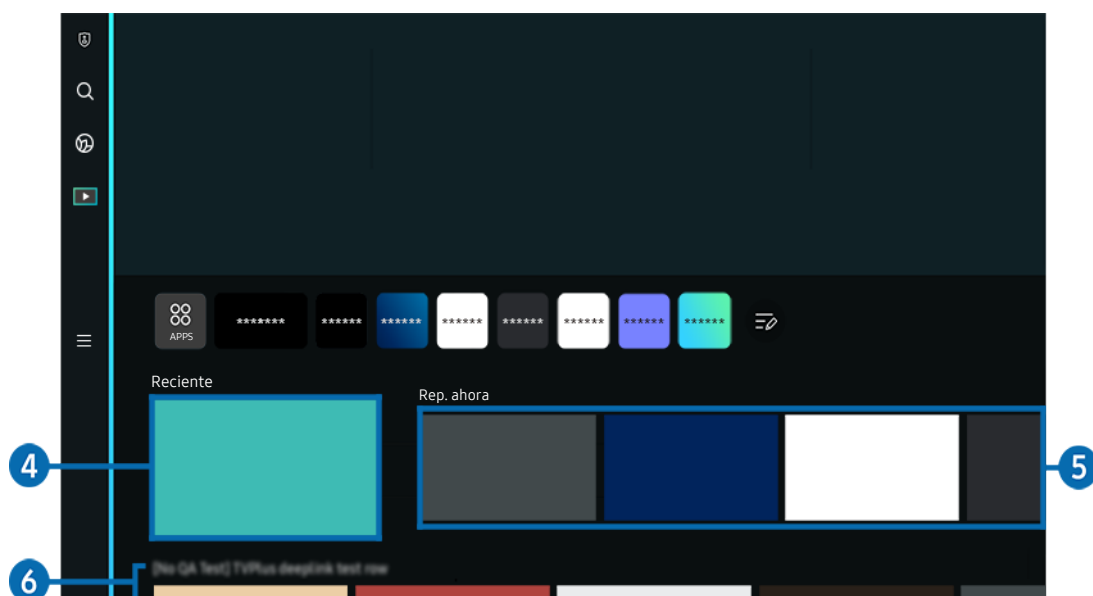 ******* ****** ****** ****** ****** ****** ****** ******
APPS
Reciente
Rep. ahora
4
5
[No QA Test] TVPlus deeplink test row
6